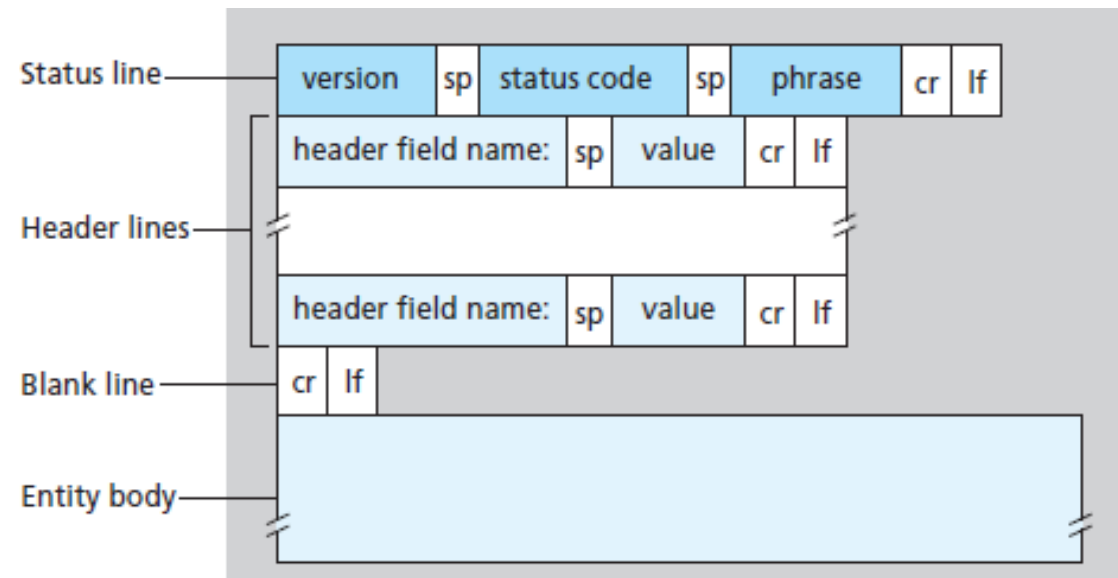 Status line
version sp status code sp phrase cr lf
header field name: sp value cr lf
Header lines
header field name: sp value cr lf
Blank line
cr lf
Entity body